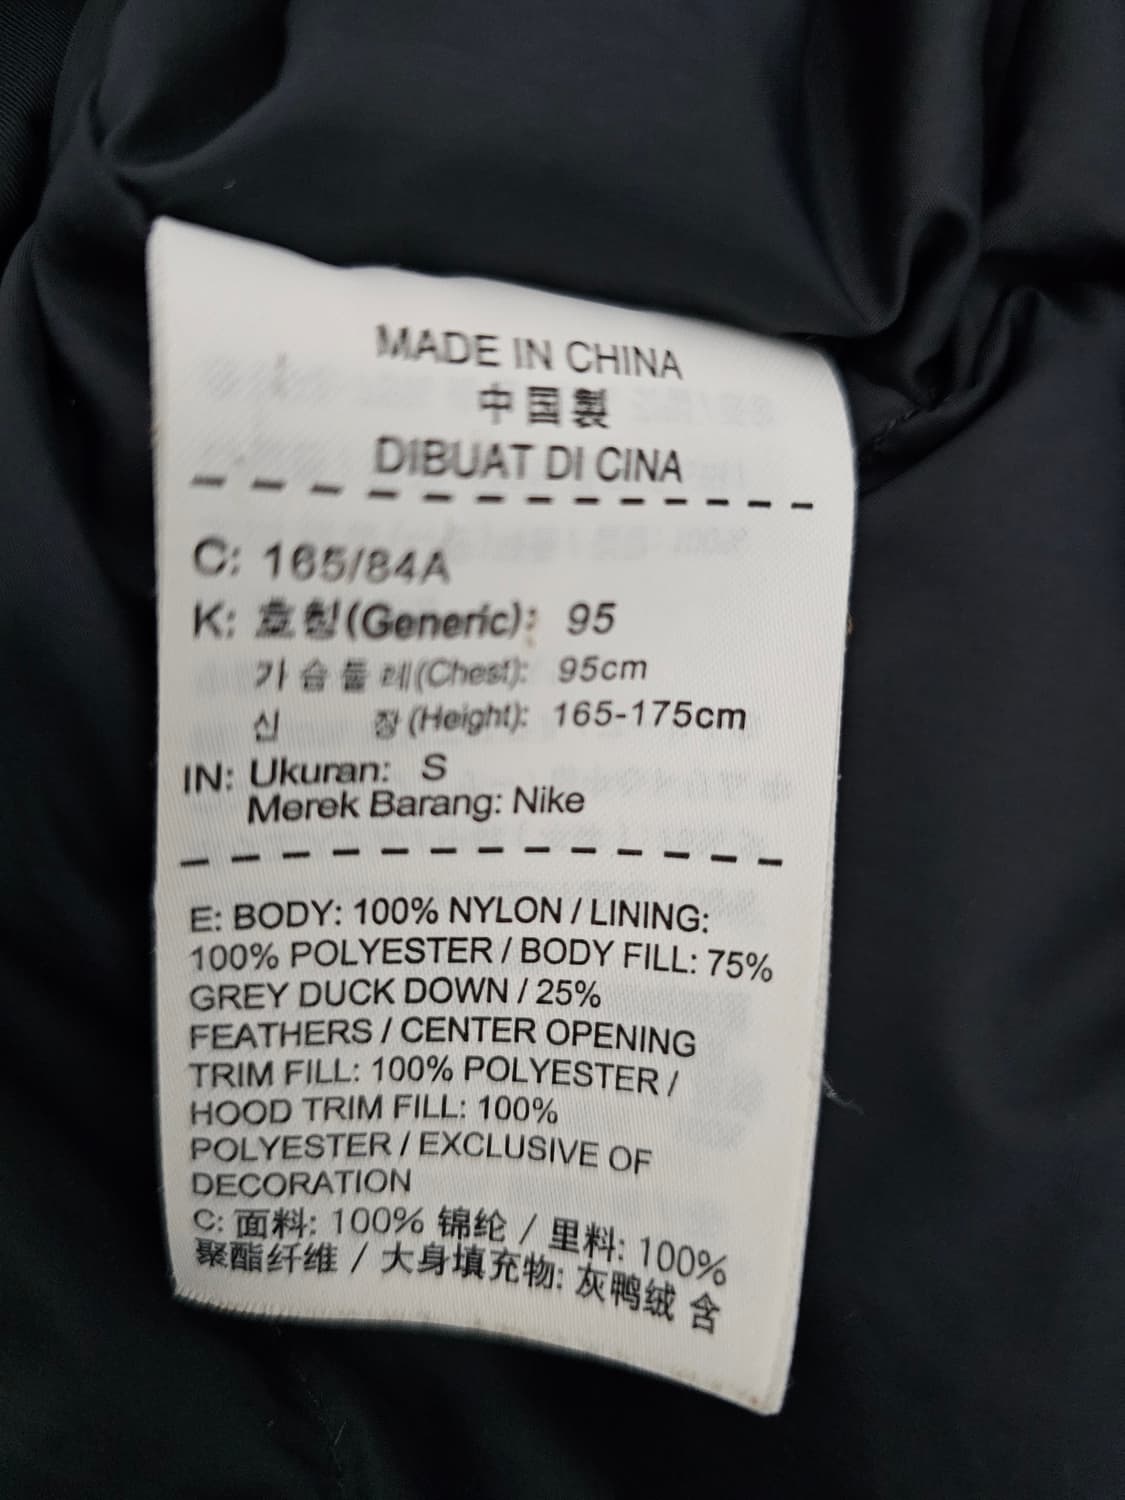 MADE IN CHINA
中国製
DIBUAT DI CINA
C: 165/84A
K: 호칭(Generic): 95
가슴둘레(Chest): 95cm
신 장(Height): 165-175cm
IN: Ukuran: S
Merek Barang: Nike
E: BODY: 100% NYLON / LINING:
100% POLYESTER / BODY FILL: 75%
GREY DUCK DOWN / 25%
FEATHERS / CENTER OPENING
TRIM FILL: 100% POLYESTER /
HOOD TRIM FILL: 100%
POLYESTER / EXCLUSIVE OF
DECORATION
C: 面料: 100% 锦纶 / 里料: 100%
聚酯纤维 / 大身填充物: 灰鸭绒 含